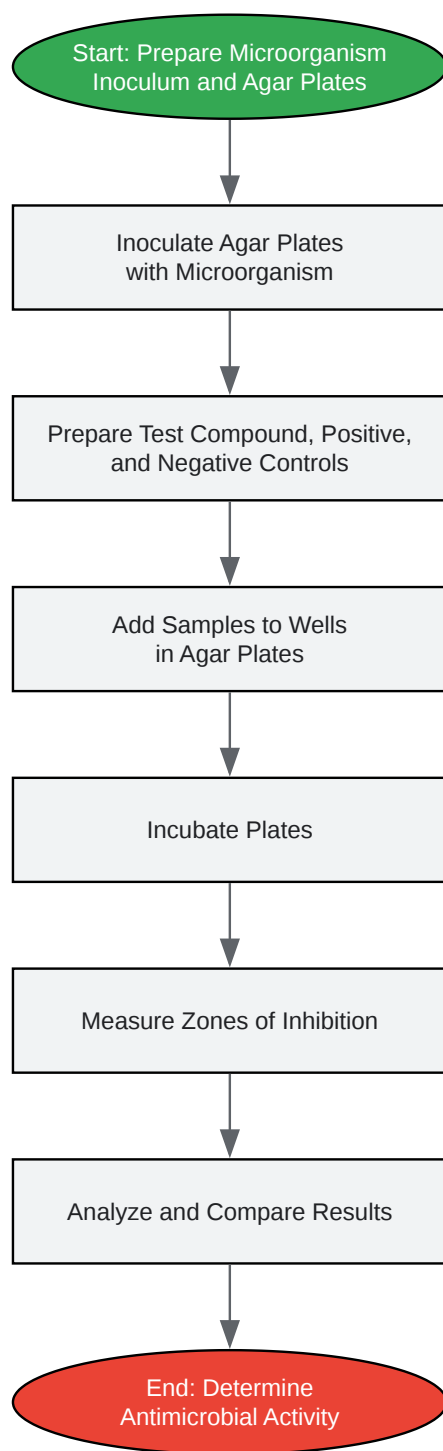 Start: Prepare Microorganism
Inoculum and Agar Plates
Inoculate Agar Plates
with Microorganism
Prepare Test Compound, Positive,
and Negative Controls
Add Samples to Wells
in Agar Plates
Incubate Plates
Measure Zones of Inhibition
Analyze and Compare Results
End: Determine
Antimicrobial Activity